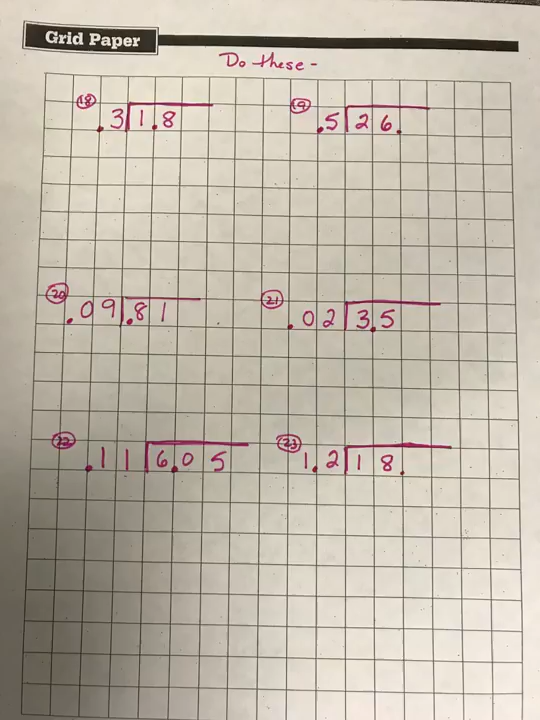 Grid Paper
Do these -
18 .3 1.8
19 .5 26.
20 .09 .81
21 .02 3.5
22 .11 6.05
23 1.2 18.